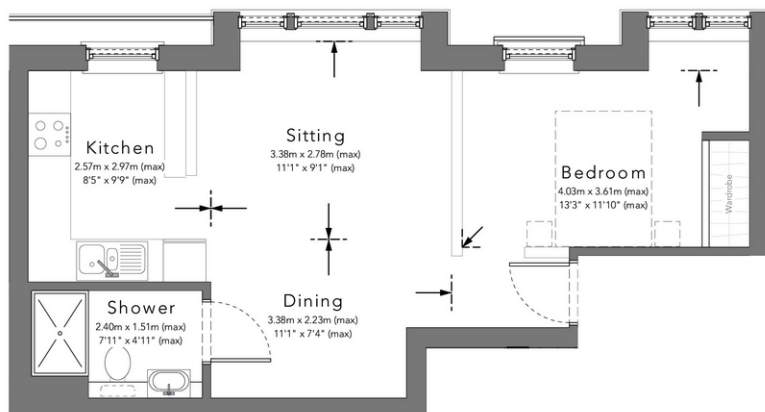 Kitchen
2.57m x 2.97m (max)
8'5" x 9'9" (max)
Sitting
3.38m x 2.78m (max)
11'1" x 9'1" (max)
Bedroom
4.03m x 3.61m (max)
13'3" x 11'10" (max)
Wardrobe
Shower
2.40m x 1.51m (max)
7'11" x 4'11" (max)
Dining
3.38m x 2.23m (max)
11'1" x 7'4" (max)